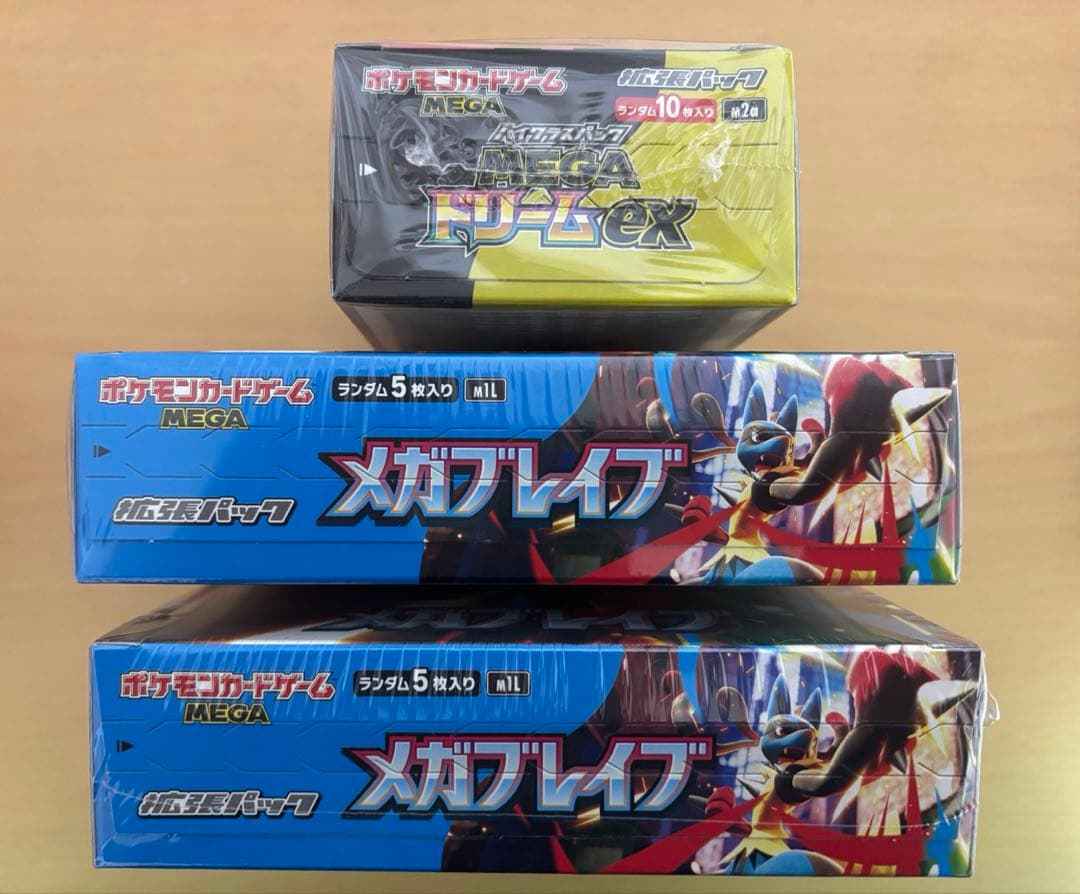 ポケモンカードゲーム 拡張パック
MEGA ランダム10枚入り M2a
ハイクラスパック
MEGA
ドリームex
ポケモンカードゲーム ランダム5枚入り M1L
MEGA
メガブレイブ
拡張パック
ポケモンカードゲーム ランダム5枚入り M1L
MEGA
メガブレイブ
拡張パック